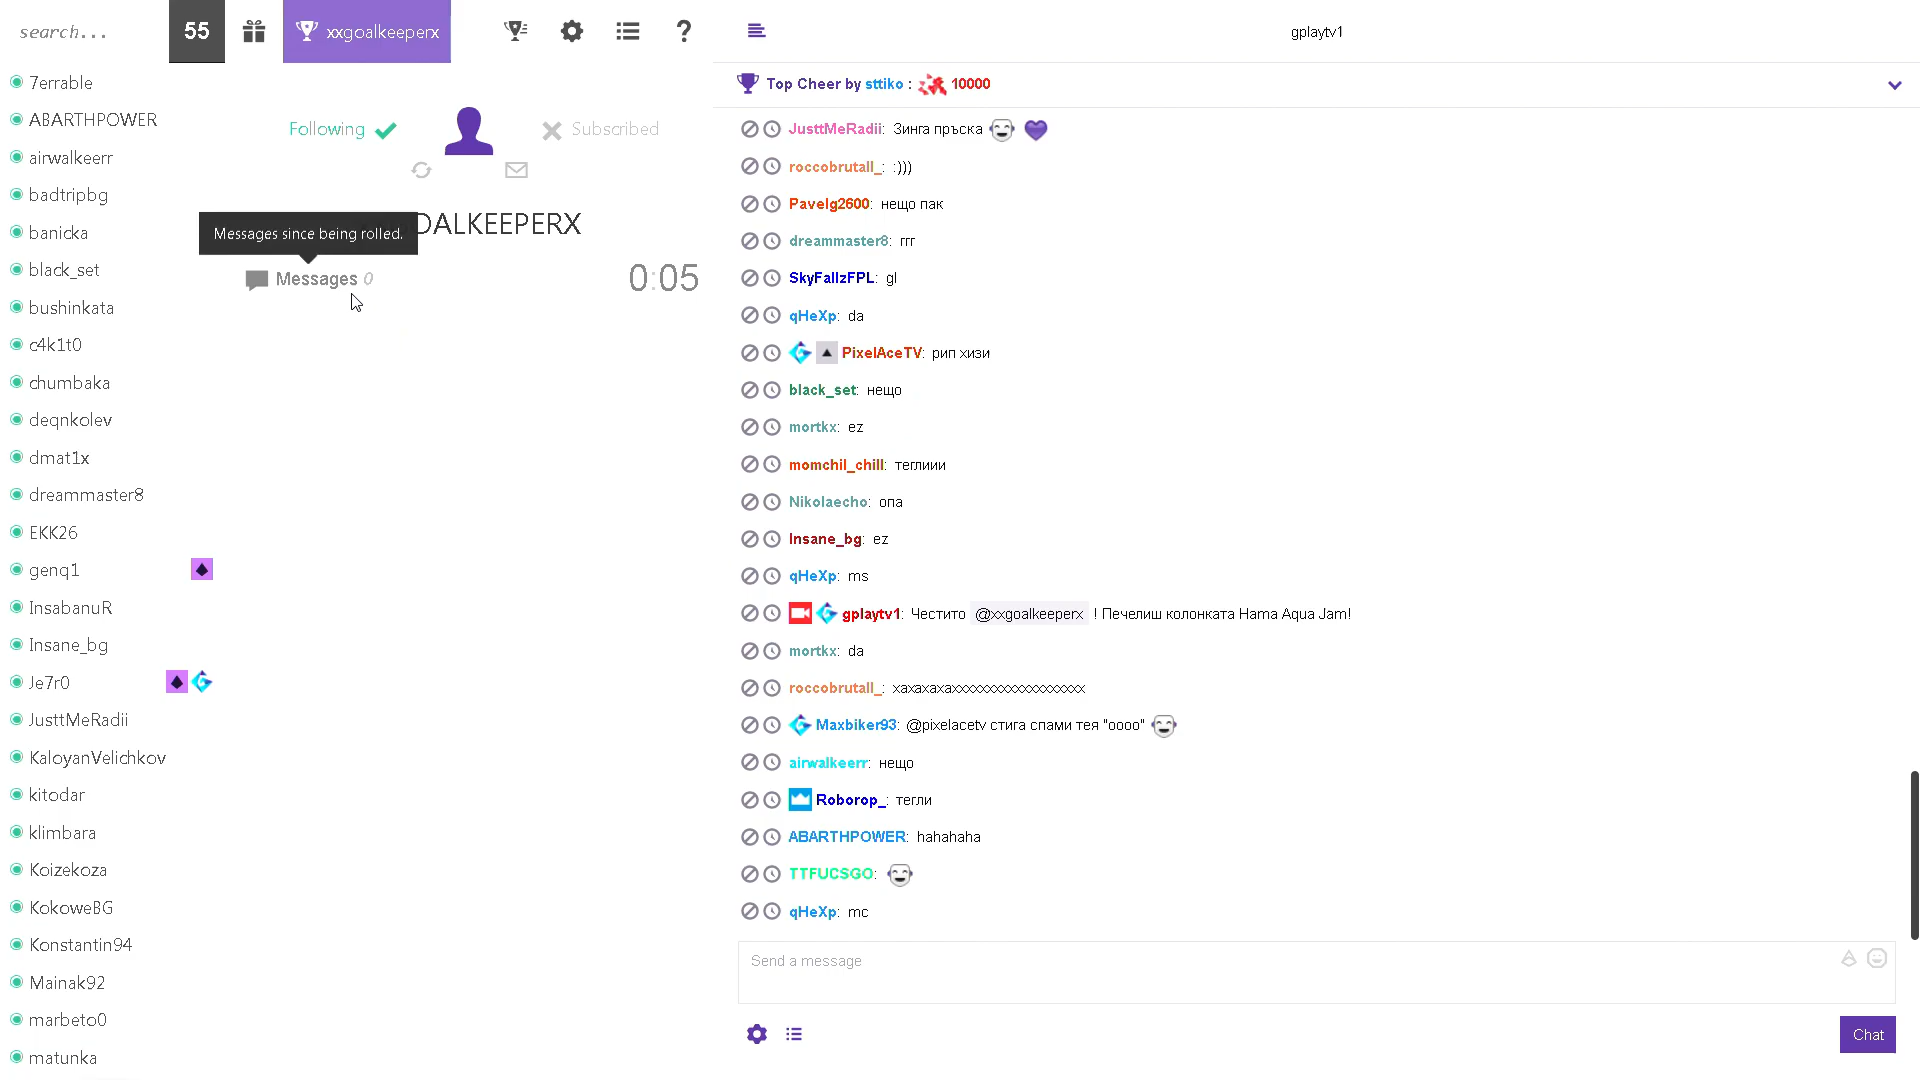 search...
55
xxgoalkeeperx
?
7errable
ABARTHPOWER
airwalkeerr
badtripbg
banicka
black_set
bushinkata
c4k1t0
chumbaka
deqnkolev
dmat1x
dreammaster8
EKK26
genq1
InsabanuR
Insane_bg
Je7r0
JusttMeRadii
KaloyanVelichkov
kitodar
klimbara
Koizekoza
KokoweBG
Konstantin94
Mainak92
marbeto0
matunka
Following
Subscribed
OALKEEPERX
Messages since being rolled.
Messages 0
0:05
gplaytv1
Top Cheer by sttiko : 10000
JusttMeRadii: Зинга пръска
roccobrutall_: :)))
Pavelg2600: нещо пак
dreammaster8: ггг
SkyFallzFPL: gl
qHeXp: da
PixelAceTV: рип хизи
black_set: нещо
mortkx: ez
momchil_chill: теглиии
Nikolaecho: опа
Insane_bg: ez
qHeXp: ms
gplaytv1: Честито @xxgoalkeeperx ! Печелиш колонката Hama Aqua Jam!
mortkx: da
roccobrutall_: хахахахаххххххххххххххххх
Maxbiker93: @pixelacetv стига спами тея "оооо"
airwalkeerr: нещо
Roborop_: тегли
ABARTHPOWER: hahahaha
TTFUCSGO:
qHeXp: mc
Send a message
Chat